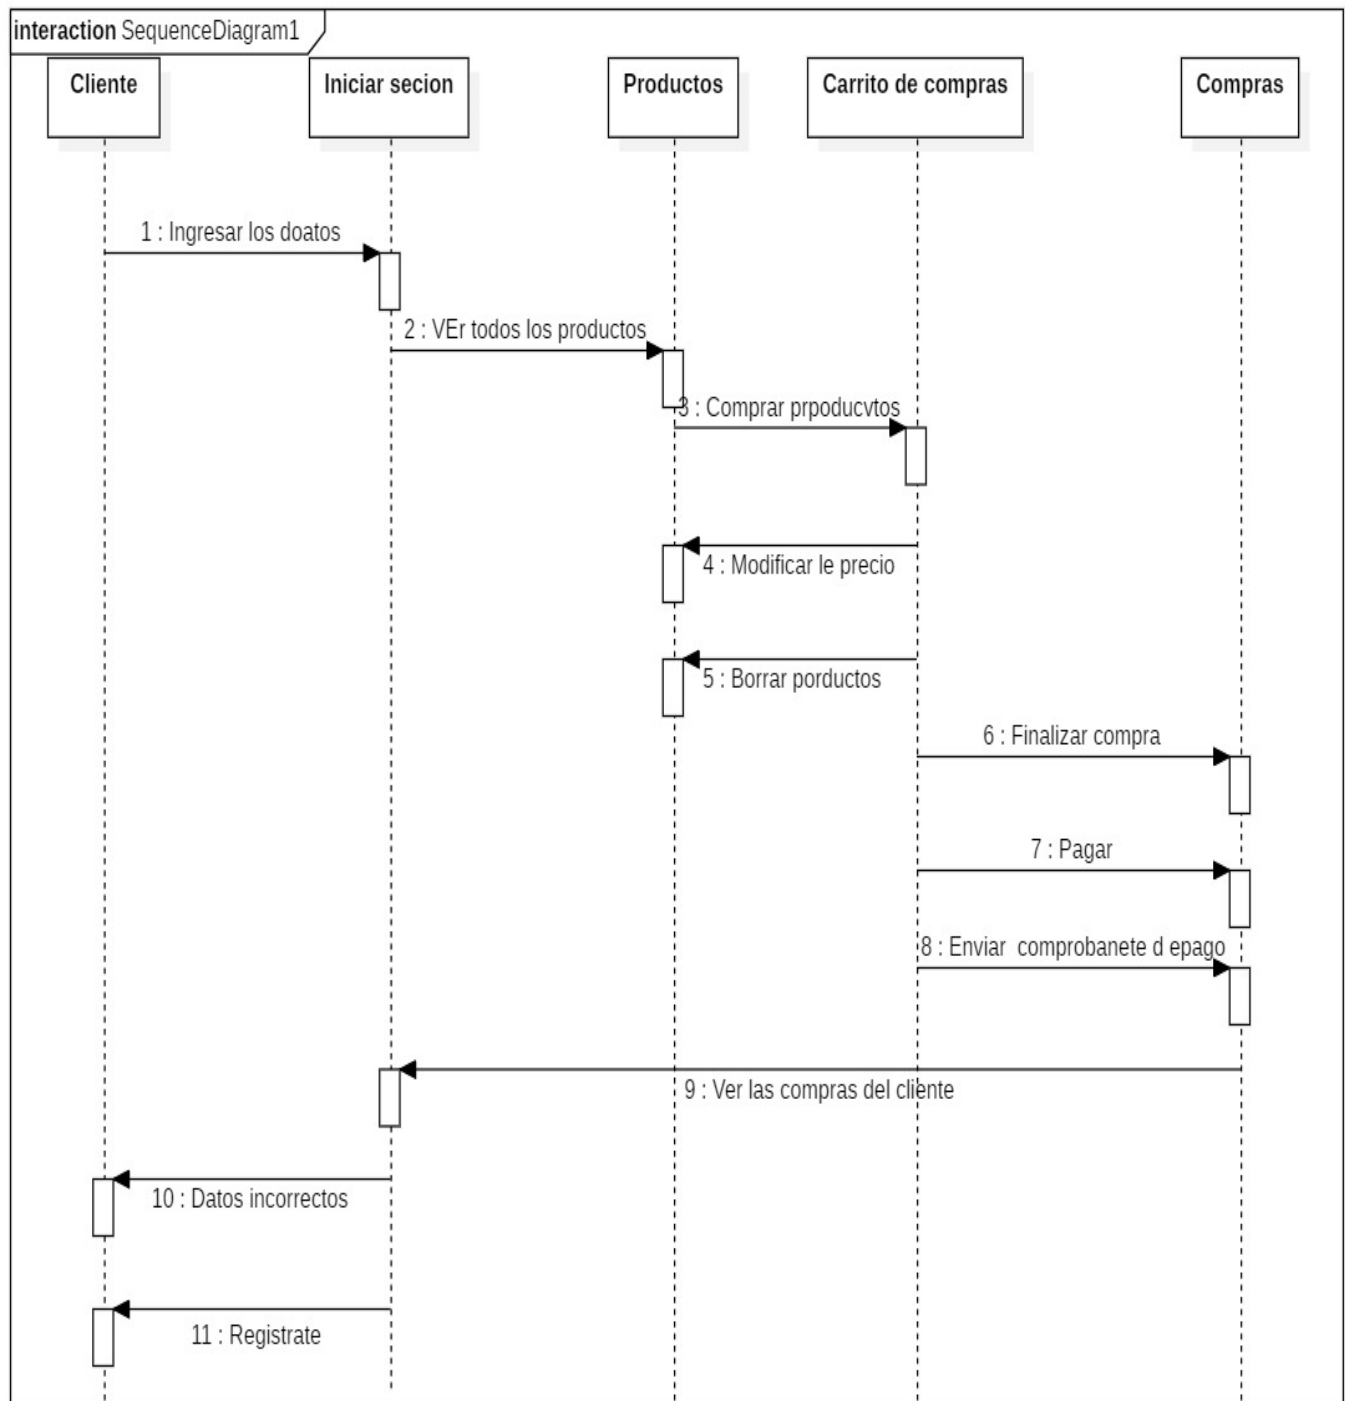 interaction SequenceDiagram1
Cliente
Iniciar secion
Productos
Carrito de compras
Compras
1 : Ingresar los doatos
2 : VEr todos los productos
3 : Comprar prpoducvtos
4 : Modificar le precio
5 : Borrar porductos
6 : Finalizar compra
7 : Pagar
8 : Enviar  comprobanete d epago
9 : Ver las compras del cliente
10 : Datos incorrectos
11 : Registrate